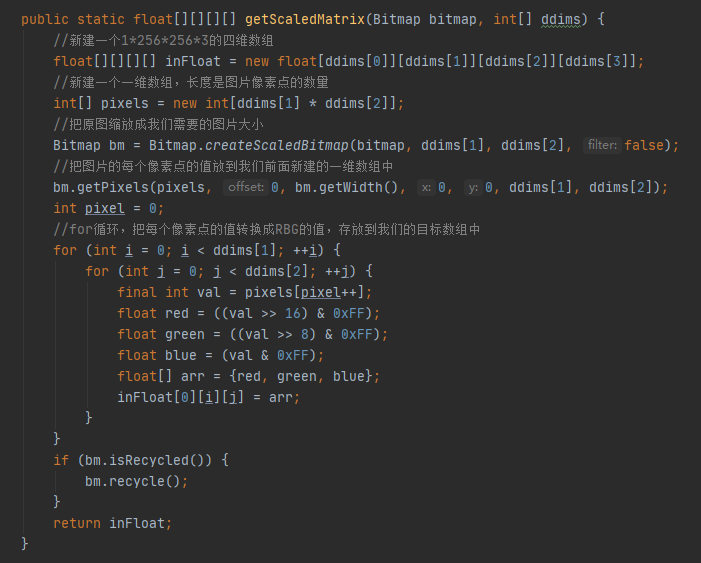 public static float[][][][] getScaledMatrix(Bitmap bitmap, int[] ddims) {
    //新建一个1*256*256*3的四维数组
    float[][][][] inFloat = new float[ddims[0]][ddims[1]][ddims[2]][ddims[3]];
    //新建一个一维数组，长度是图片像素点的数量
    int[] pixels = new int[ddims[1] * ddims[2]];
    //把原图缩放成我们需要的图片大小
    Bitmap bm = Bitmap.createScaledBitmap(bitmap, ddims[1], ddims[2], filter: false);
    //把图片的每个像素点的值放到我们前面新建的一维数组中
    bm.getPixels(pixels, offset: 0, bm.getWidth(), x: 0, y: 0, ddims[1], ddims[2]);
    int pixel = 0;
    //for循环，把每个像素点的值转换成RBG的值，存放到我们的目标数组中
    for (int i = 0; i < ddims[1]; ++i) {
        for (int j = 0; j < ddims[2]; ++j) {
            final int val = pixels[pixel++];
            float red = ((val >> 16) & 0xFF);
            float green = ((val >> 8) & 0xFF);
            float blue = (val & 0xFF);
            float[] arr = {red, green, blue};
            inFloat[0][i][j] = arr;
        }
    }
    if (bm.isRecycled()) {
        bm.recycle();
    }
    return inFloat;
}